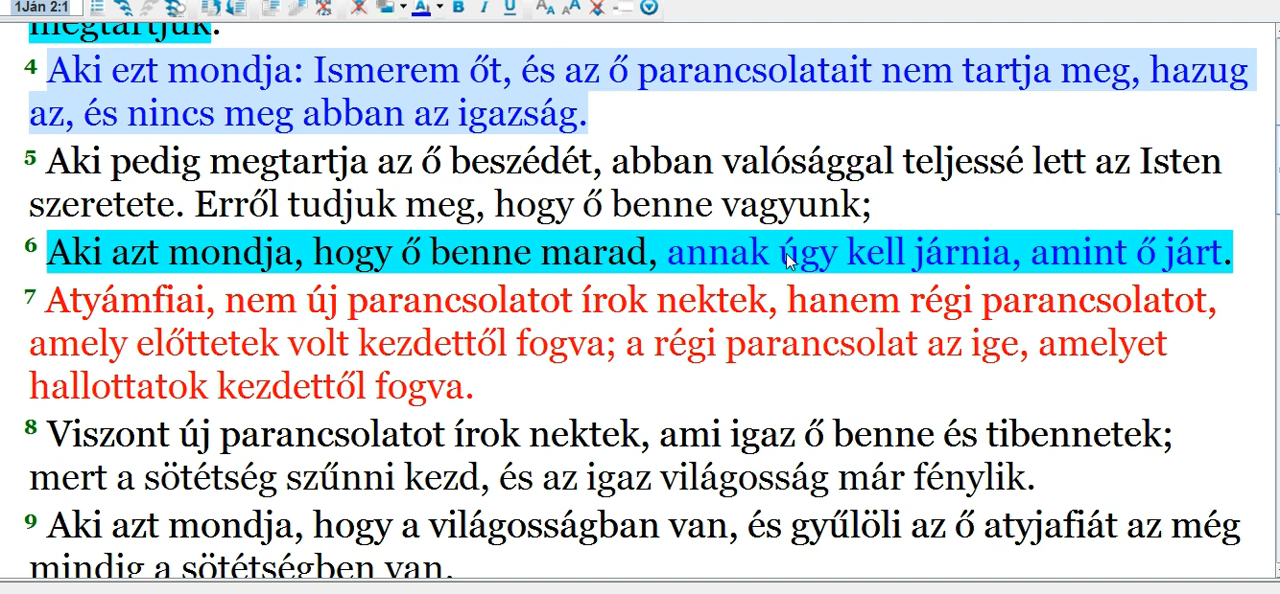 1Ján 2:1
megtartjuk.
4 Aki ezt mondja: Ismerem őt, és az ő parancsolatait nem tartja meg, hazug
az, és nincs meg abban az igazság.
5 Aki pedig megtartja az ő beszédét, abban valósággal teljessé lett az Isten
szeretete. Erről tudjuk meg, hogy ő benne vagyunk;
6 Aki azt mondja, hogy ő benne marad, annak úgy kell járnia, amint ő járt.
7 Atyámfiai, nem új parancsolatot írok nektek, hanem régi parancsolatot,
amely előttetek volt kezdettől fogva; a régi parancsolat az ige, amelyet
hallottatok kezdettől fogva.
8 Viszont új parancsolatot írok nektek, ami igaz ő benne és tibennetek;
mert a sötétség szűnni kezd, és az igaz világosság már fénylik.
9 Aki azt mondja, hogy a világosságban van, és gyűlöli az ő atyjafiát az még
mindig a sötétségben van.